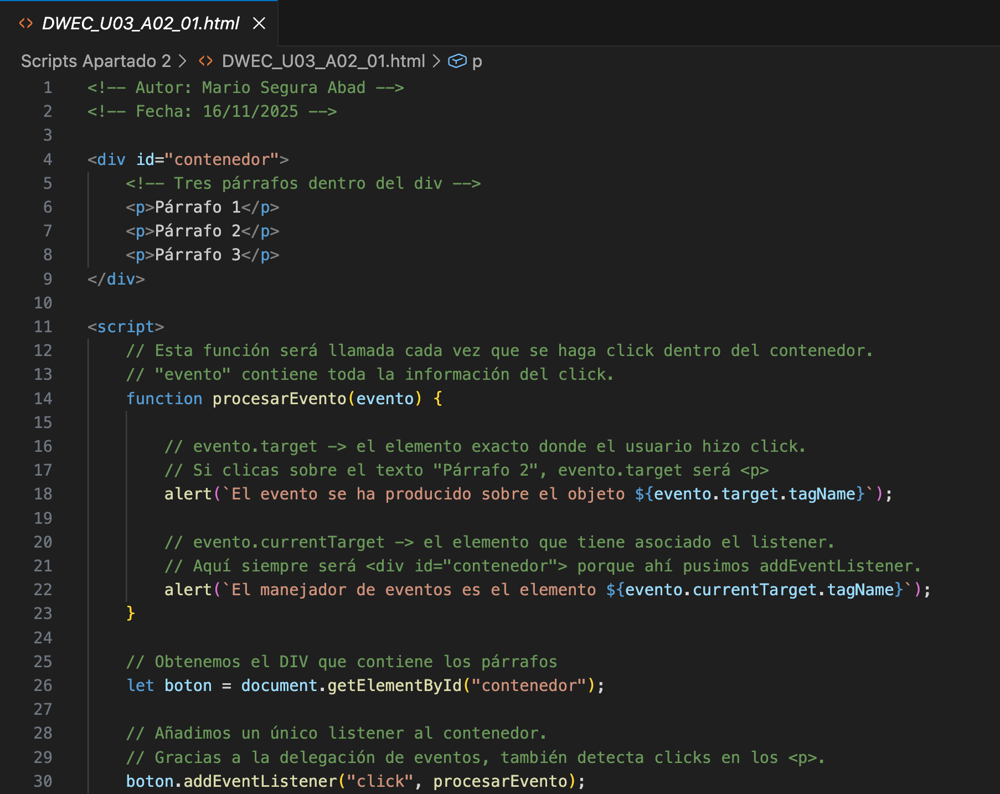 DWEC_U03_A02_01.html
Scripts Apartado 2 > DWEC_U03_A02_01.html > p
1 <!-- Autor: Mario Segura Abad -->
2 <!-- Fecha: 16/11/2025 -->
3
4 <div id="contenedor">
5     <!-- Tres párrafos dentro del div -->
6     <p>Párrafo 1</p>
7     <p>Párrafo 2</p>
8     <p>Párrafo 3</p>
9 </div>
10
11 <script>
12     // Esta función será llamada cada vez que se haga click dentro del contenedor.
13     // "evento" contiene toda la información del click.
14     function procesarEvento(evento) {
15
16         // evento.target -> el elemento exacto donde el usuario hizo click.
17         // Si clicas sobre el texto "Párrafo 2", evento.target será <p>
18         alert(`El evento se ha producido sobre el objeto ${evento.target.tagName}`);
19
20         // evento.currentTarget -> el elemento que tiene asociado el listener.
21         // Aquí siempre será <div id="contenedor"> porque ahí pusimos addEventListener.
22         alert(`El manejador de eventos es el elemento ${evento.currentTarget.tagName}`);
23     }
24
25     // Obtenemos el DIV que contiene los párrafos
26     let boton = document.getElementById("contenedor");
27
28     // Añadimos un único listener al contenedor.
29     // Gracias a la delegación de eventos, también detecta clicks en los <p>.
30     boton.addEventListener("click", procesarEvento);